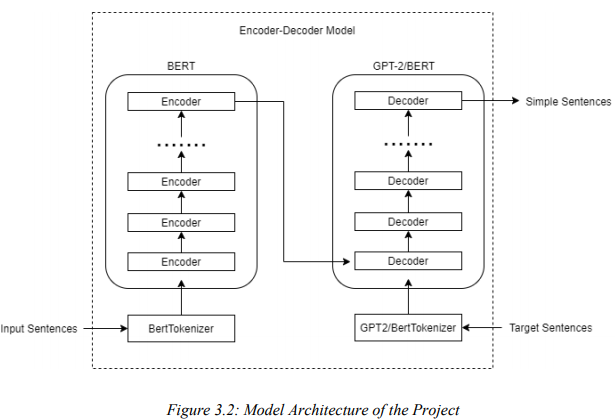 Encoder-Decoder Model
BERT
GPT-2/BERT
Encoder
Decoder
Simple Sentences
.......
.......
Encoder
Decoder
Encoder
Decoder
Encoder
Decoder
Input Sentences
BertTokenizer
GPT2/BertTokenizer
Target Sentences
Figure 3.2: Model Architecture of the Project